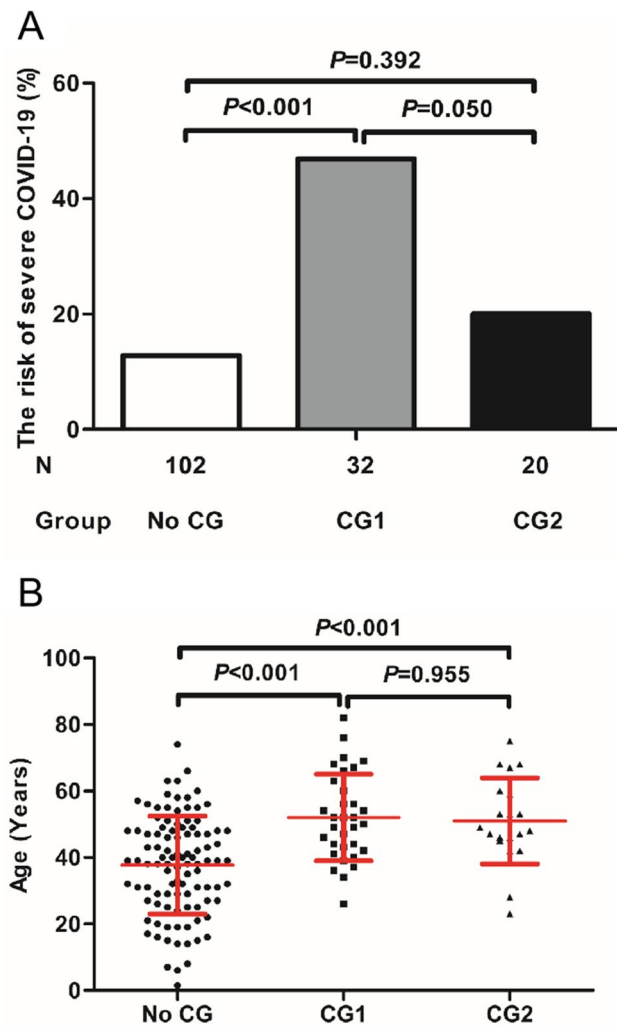 A
The risk of severe COVID-19 (%)
P=0.392
60
P<0.001
P=0.050
40
20
0
N 102 32 20
Group No CG CG1 CG2
B
Age (Years)
P<0.001
100
P<0.001
P=0.955
80
60
40
20
0
No CG CG1 CG2